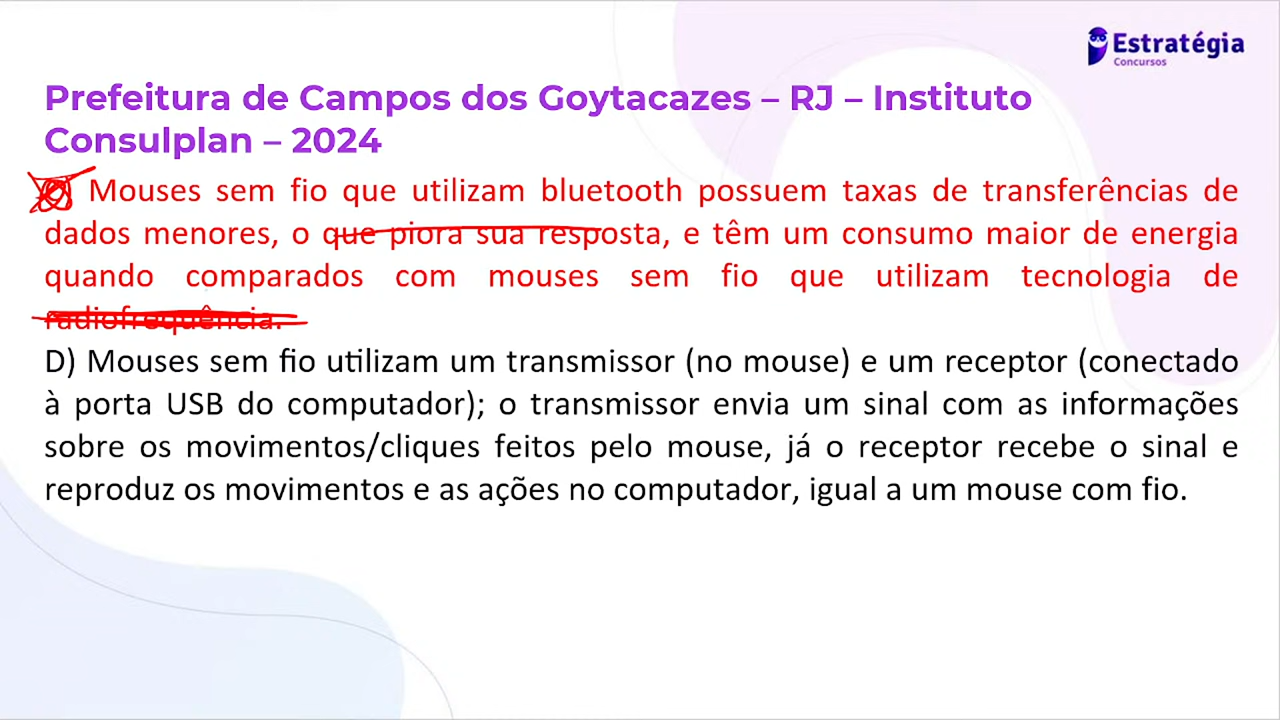 Estratégia
Concursos
Prefeitura de Campos dos Goytacazes – RJ – Instituto
Consulplan – 2024
Mouses sem fio que utilizam bluetooth possuem taxas de transferências de
dados menores, o que piora sua resposta, e têm um consumo maior de energia
quando comparados com mouses sem fio que utilizam tecnologia de
radiofrequência.
D) Mouses sem fio utilizam um transmissor (no mouse) e um receptor (conectado
à porta USB do computador); o transmissor envia um sinal com as informações
sobre os movimentos/cliques feitos pelo mouse, já o receptor recebe o sinal e
reproduz os movimentos e as ações no computador, igual a um mouse com fio.